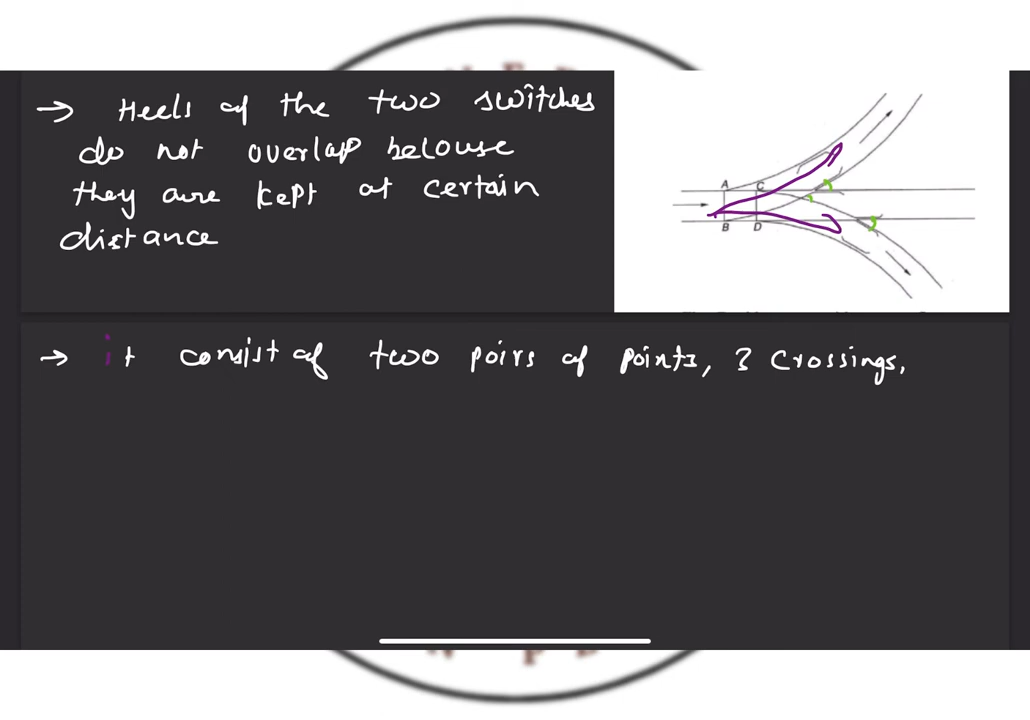 → Heels of the two switches
do not overlap belouse
they are kept at certain
distance
A C
B D
→ it consist of two poirs of points, 3 Crossings,